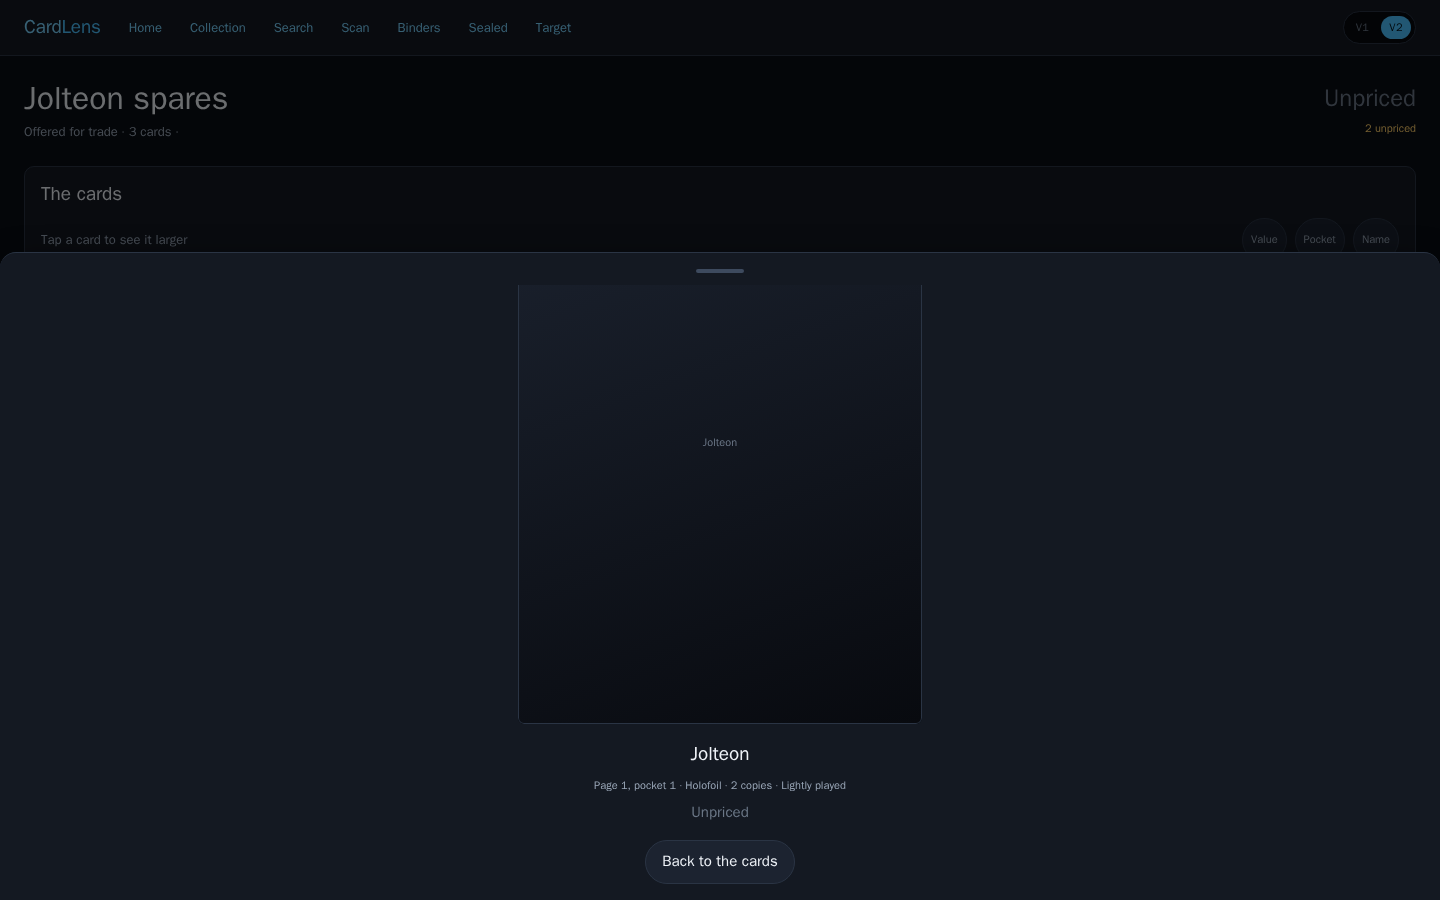 CardLens Home Collection Search Scan Binders Sealed Target V1 V2
Jolteon spares Unpriced
Offered for trade · 3 cards · 2 unpriced
The cards
Tap a card to see it larger Value Pocket Name
Jolteon
Jolteon
Page 1, pocket 1 · Holofoil · 2 copies · Lightly played
Unpriced
Back to the cards